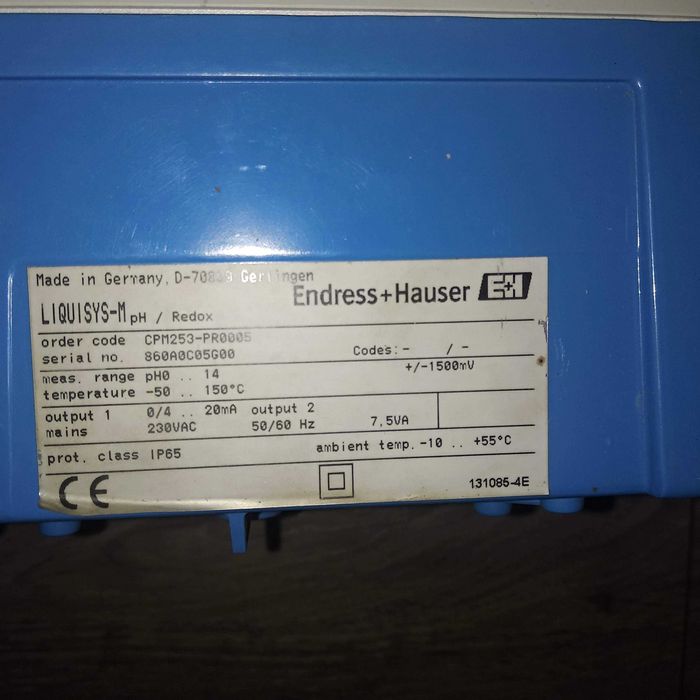 Made in Germany, D-70839 Gerlingen
Endress+Hauser E+H
LIQUISYS-M pH / Redox
order code CPM253-PR0005
serial no. 860A0C05G00 Codes: - / -
meas. range pH0 .. 14 +/-1500mV
temperature -50 .. 150°C
output 1 0/4 .. 20mA output 2
mains 230VAC 50/60 Hz 7,5VA
prot. class IP65 ambient temp. -10 .. +55°C
CE 131085-4E